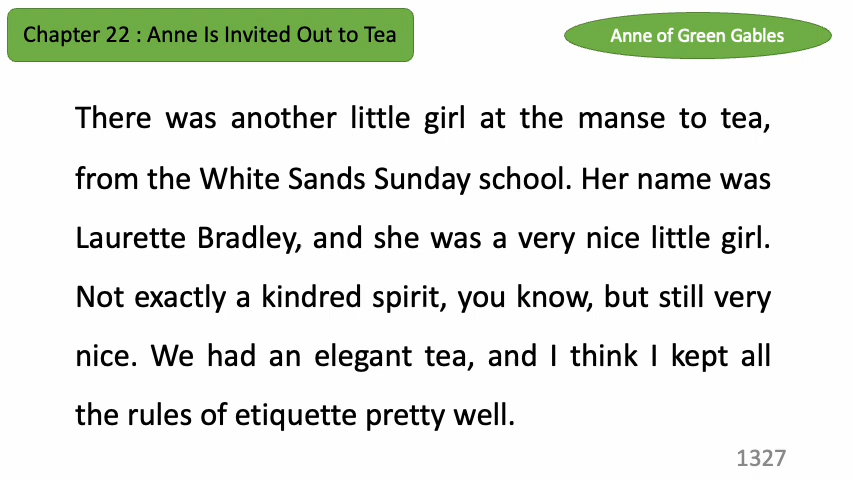 Chapter 22 : Anne Is Invited Out to Tea
Anne of Green Gables
There was another little girl at the manse to tea,
from the White Sands Sunday school. Her name was
Laurette Bradley, and she was a very nice little girl.
Not exactly a kindred spirit, you know, but still very
nice. We had an elegant tea, and I think I kept all
the rules of etiquette pretty well.
1327